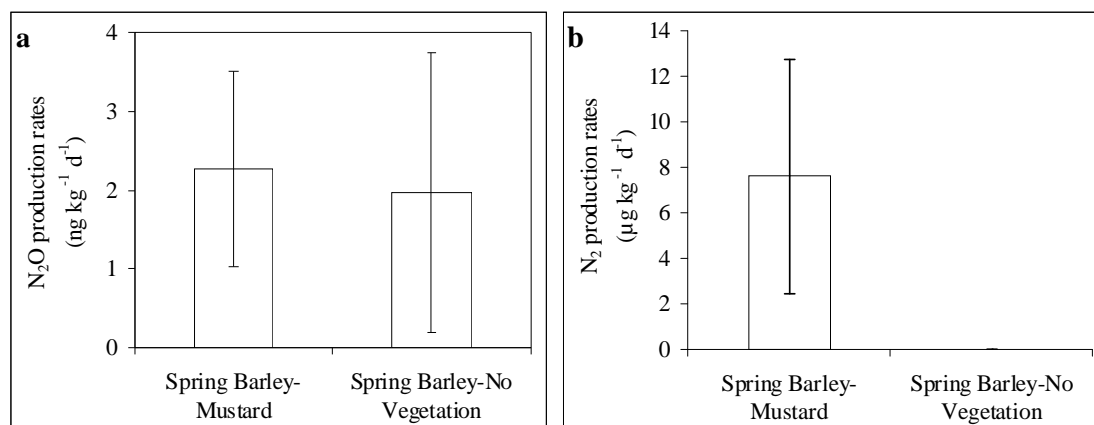 a
N₂O production rates
(ng kg⁻¹ d⁻¹)
4
3
2
1
0
Spring Barley-
Mustard
Spring Barley-No
Vegetation
b
N₂ production rates
(µg kg⁻¹ d⁻¹)
14
12
10
8
6
4
2
0
Spring Barley-
Mustard
Spring Barley-No
Vegetation